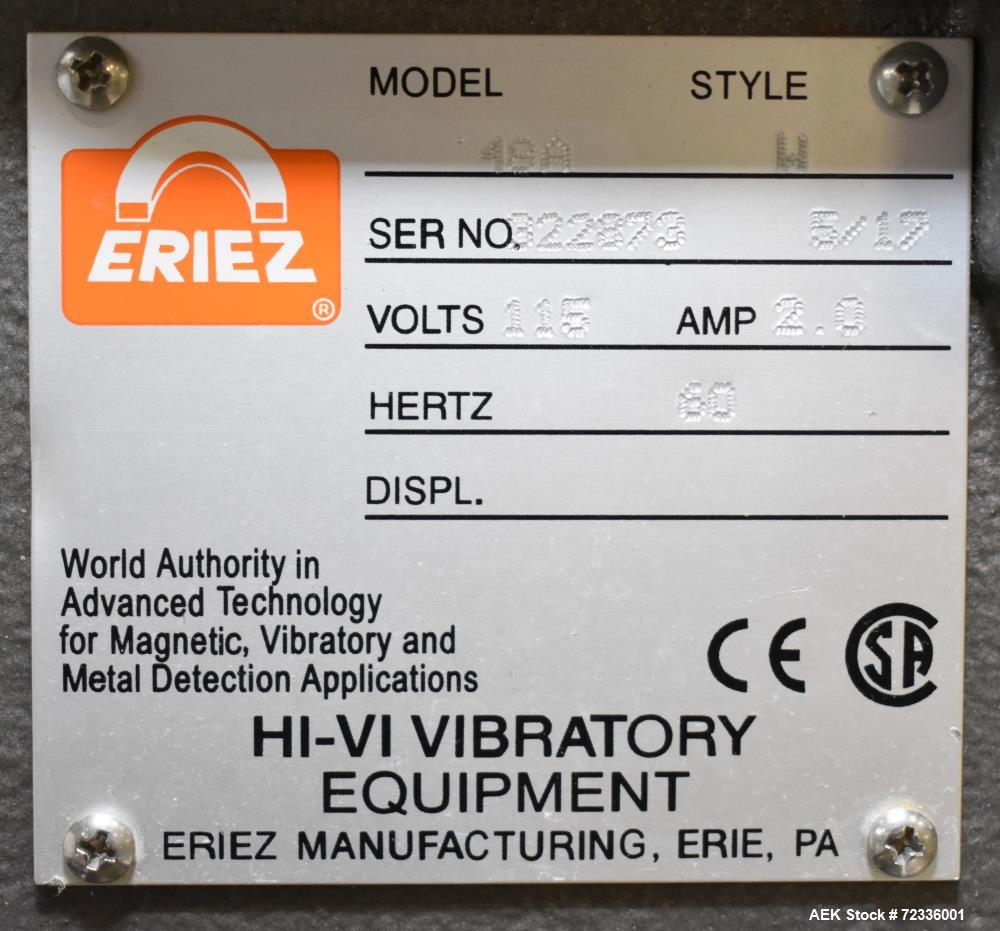 MODEL STYLE
H
ERIEZ ®
SER NO. 822873 5/17
VOLTS 115 AMP 2.0
HERTZ 60
DISPL.
World Authority in
Advanced Technology
for Magnetic, Vibratory and
Metal Detection Applications
CE CSA
HI-VI VIBRATORY
EQUIPMENT
ERIEZ MANUFACTURING, ERIE, PA
AEK Stock # 72336001